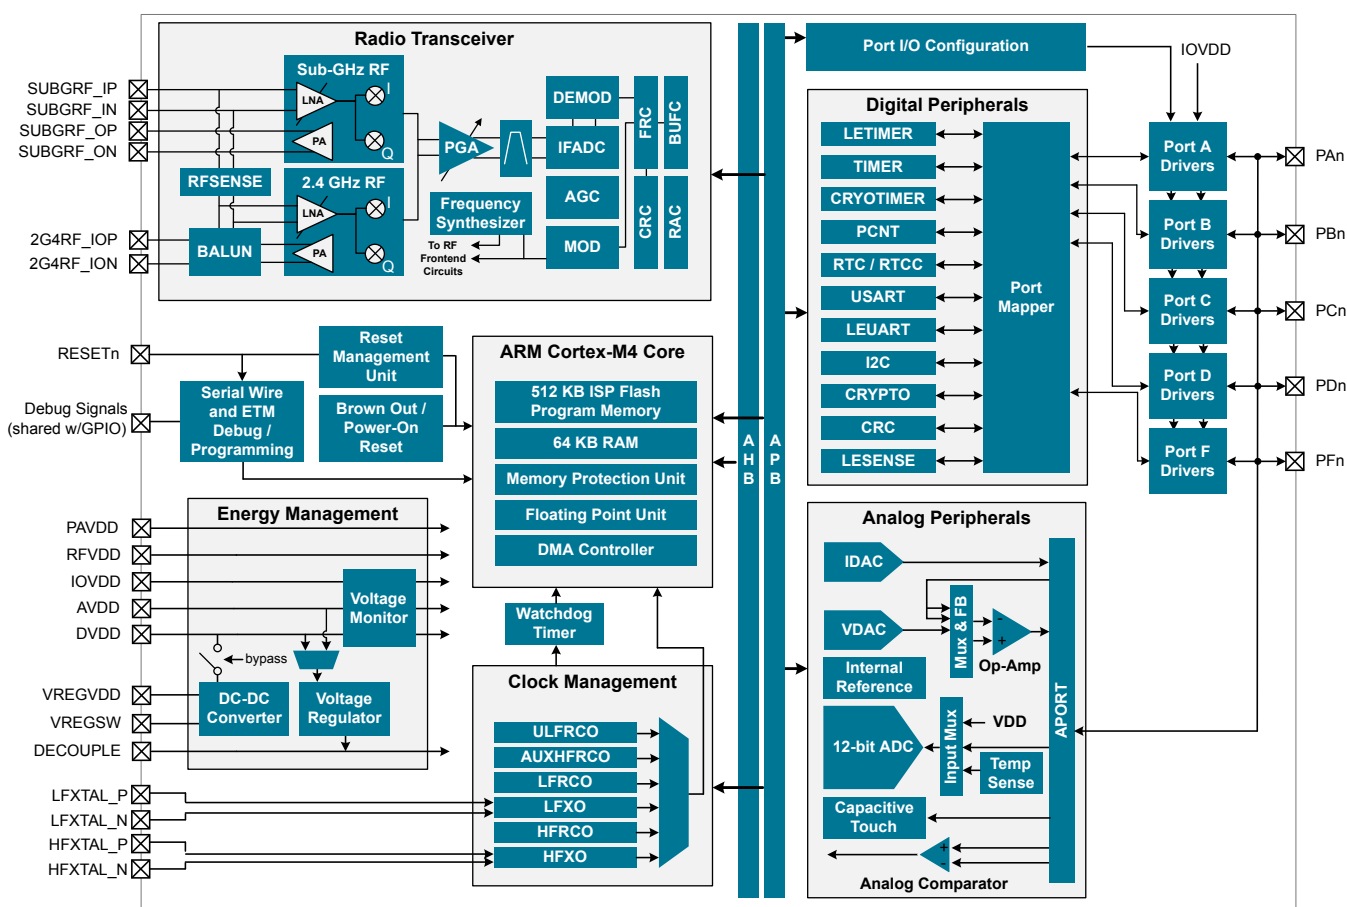 Radio Transceiver
SUBGRF_IP
SUBGRF_IN
SUBGRF_OP
SUBGRF_ON
2G4RF_IOP
2G4RF_ION
Sub-GHz RF
LNA
I
PA
Q
RFSENSE
2.4 GHz RF
LNA
I
PA
Q
BALUN
PGA
Frequency
Synthesizer
To RF
Frontend
Circuits
DEMOD
IFADC
AGC
MOD
FRC
BUFC
CRC
RAC
RESETn
Debug Signals
(shared w/GPIO)
Reset
Management
Unit
Serial Wire
and ETM
Debug /
Programming
Brown Out /
Power-On
Reset
ARM Cortex-M4 Core
512 KB ISP Flash
Program Memory
64 KB RAM
Memory Protection Unit
Floating Point Unit
DMA Controller
Energy Management
PAVDD
RFVDD
IOVDD
AVDD
DVDD
VREGVDD
VREGSW
DECOUPLE
Voltage
Monitor
bypass
DC-DC
Converter
Voltage
Regulator
Watchdog
Timer
Clock Management
ULFRCO
AUXHFRCO
LFRCO
LFXO
HFRCO
HFXO
LFXTAL_P
LFXTAL_N
HFXTAL_P
HFXTAL_N
A
H
B
A
P
B
Port I/O Configuration
IOVDD
Digital Peripherals
LETIMER
TIMER
CRYOTIMER
PCNT
RTC / RTCC
USART
LEUART
I2C
CRYPTO
CRC
LESENSE
Port
Mapper
Port A
Drivers
Port B
Drivers
Port C
Drivers
Port D
Drivers
Port F
Drivers
PAn
PBn
PCn
PDn
PFn
Analog Peripherals
IDAC
VDAC
Mux & FB
-
+
Op-Amp
Internal
Reference
12-bit ADC
Input Mux
VDD
Temp
Sense
Capacitive
Touch
+
-
Analog Comparator
APORT